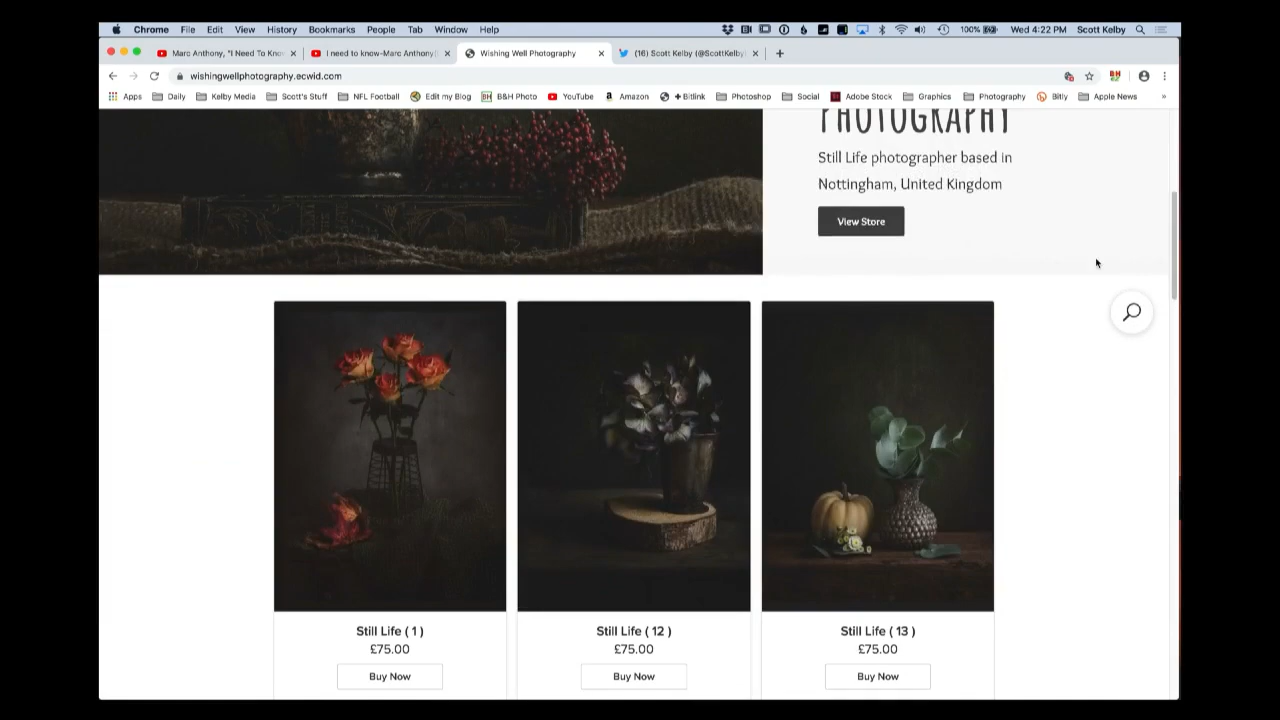 Chrome File Edit View History Bookmarks People Tab Window Help 100% Wed 4:22 PM Scott Kelby
Marc Anthony, "I Need To Kno I need to know-Marc Anthony( Wishing Well Photography (16) Scott Kelby (@ScottKelby
wishingwellphotography.ecwid.com
Apps Daily Kelby Media Scott's Stuff NFL Football Edit my Blog B&H Photo YouTube Amazon + Bitlink Photoshop Social Adobe Stock Graphics Photography Bitly Apple News »
PHOTOGRAPHY
Still Life photographer based in
Nottingham, United Kingdom
View Store
Still Life ( 1 )
£75.00
Buy Now
Still Life ( 12 )
£75.00
Buy Now
Still Life ( 13 )
£75.00
Buy Now